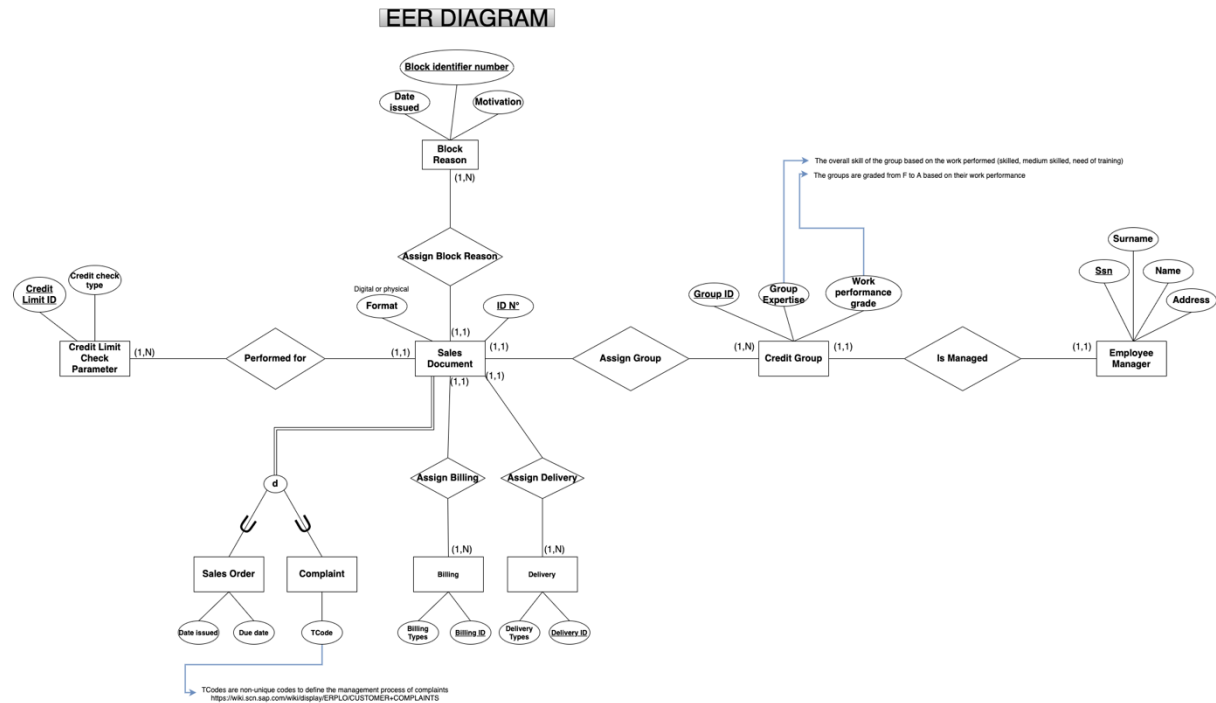 EER DIAGRAM
Block identifier number
Date
issued
Motivation
Block
Reason
(1,N)
The overall skill of the group based on the work performed (skilled, medium skilled, need of training)
The groups are graded from F to A based on their work performance
Assign Block Reason
Surname
Ssn
Name
Address
Credit
Limit ID
Credit check
type
Digital or physical
Format
ID N°
Group ID
Group
Expertise
Work
performance
grade
(1,1)
Credit Limit
Check
Parameter
(1,N)
Performed for
(1,1)
Sales
Document
(1,1)
Assign Group
(1,N)
Credit Group
(1,1)
Is Managed
(1,1)
Employee
Manager
(1,1)
(1,1)
d
Assign Billing
Assign Delivery
(1,N)
(1,N)
Sales Order
Complaint
Billing
Delivery
Date issued
Due date
TCode
Billing
Types
Billing ID
Delivery
Types
Delivery ID
TCodes are non-unique codes to define the management process of complaints
https://wiki.scn.sap.com/wiki/display/ERPLO/CUSTOMER+COMPLAINTS